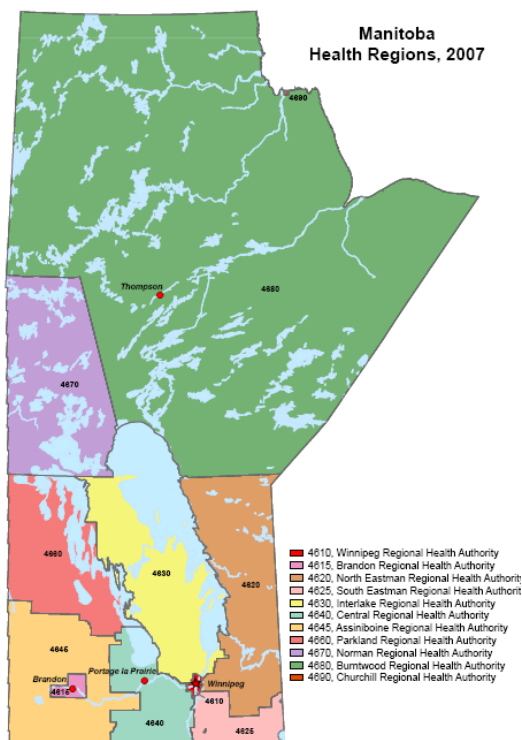 Manitoba
Health Regions, 2007
4690
Thompson
4680
4670
4660
4630
4620
4645
Brandon
4615
Portage la Prairie
Winnipeg
4610
4640
4625
4610, Winnipeg Regional Health Authority
4615, Brandon Regional Health Authority
4620, North Eastman Regional Health Authority
4625, South Eastman Regional Health Authority
4630, Interlake Regional Health Authority
4640, Central Regional Health Authority
4645, Assiniboine Regional Health Authority
4660, Parkland Regional Health Authority
4670, Norman Regional Health Authority
4680, Burntwood Regional Health Authority
4690, Churchill Regional Health Authority